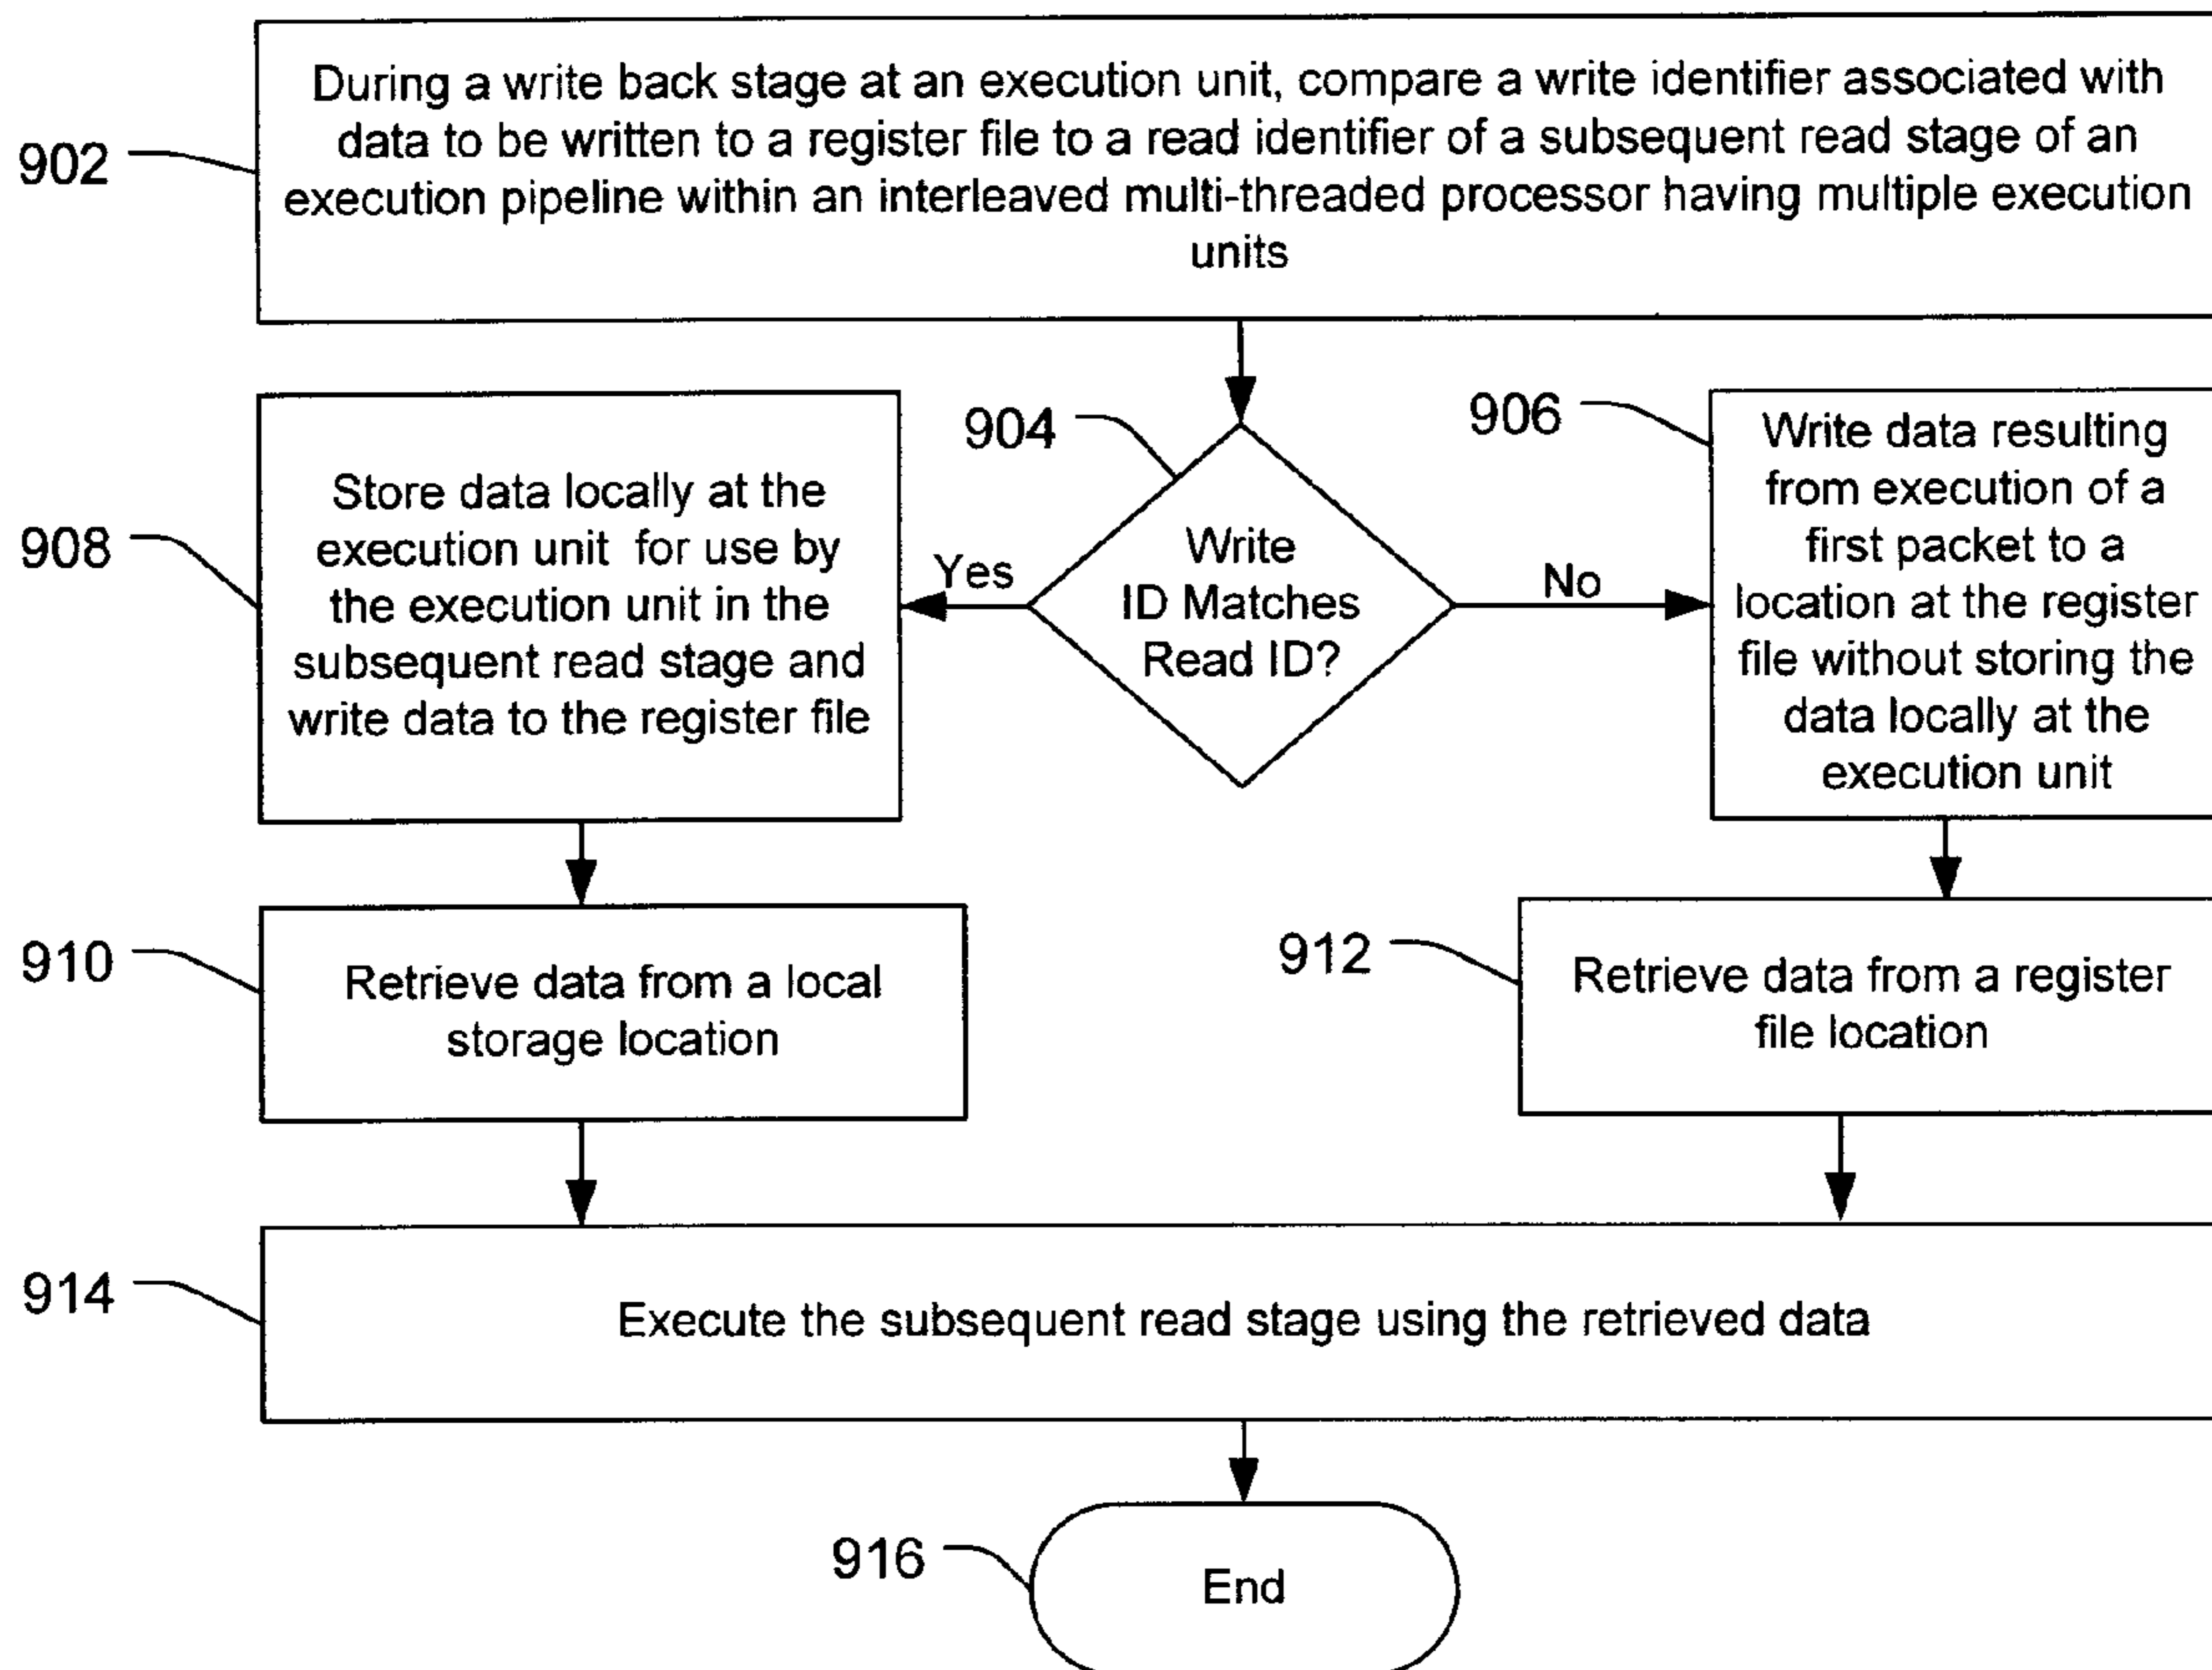 902
During a write back stage at an execution unit, compare a write identifier associated with
data to be written to a register file to a read identifier of a subsequent read stage of an
execution pipeline within an interleaved multi-threaded processor having multiple execution
units
908
Store data locally at the
execution unit for use by
the execution unit in the
subsequent read stage and
write data to the register file
Yes
904
Write
ID Matches
Read ID?
No
906
Write data resulting
from execution of a
first packet to a
location at the register
file without storing the
data locally at the
execution unit
910
Retrieve data from a local
storage location
912
Retrieve data from a register
file location
914
Execute the subsequent read stage using the retrieved data
916
End